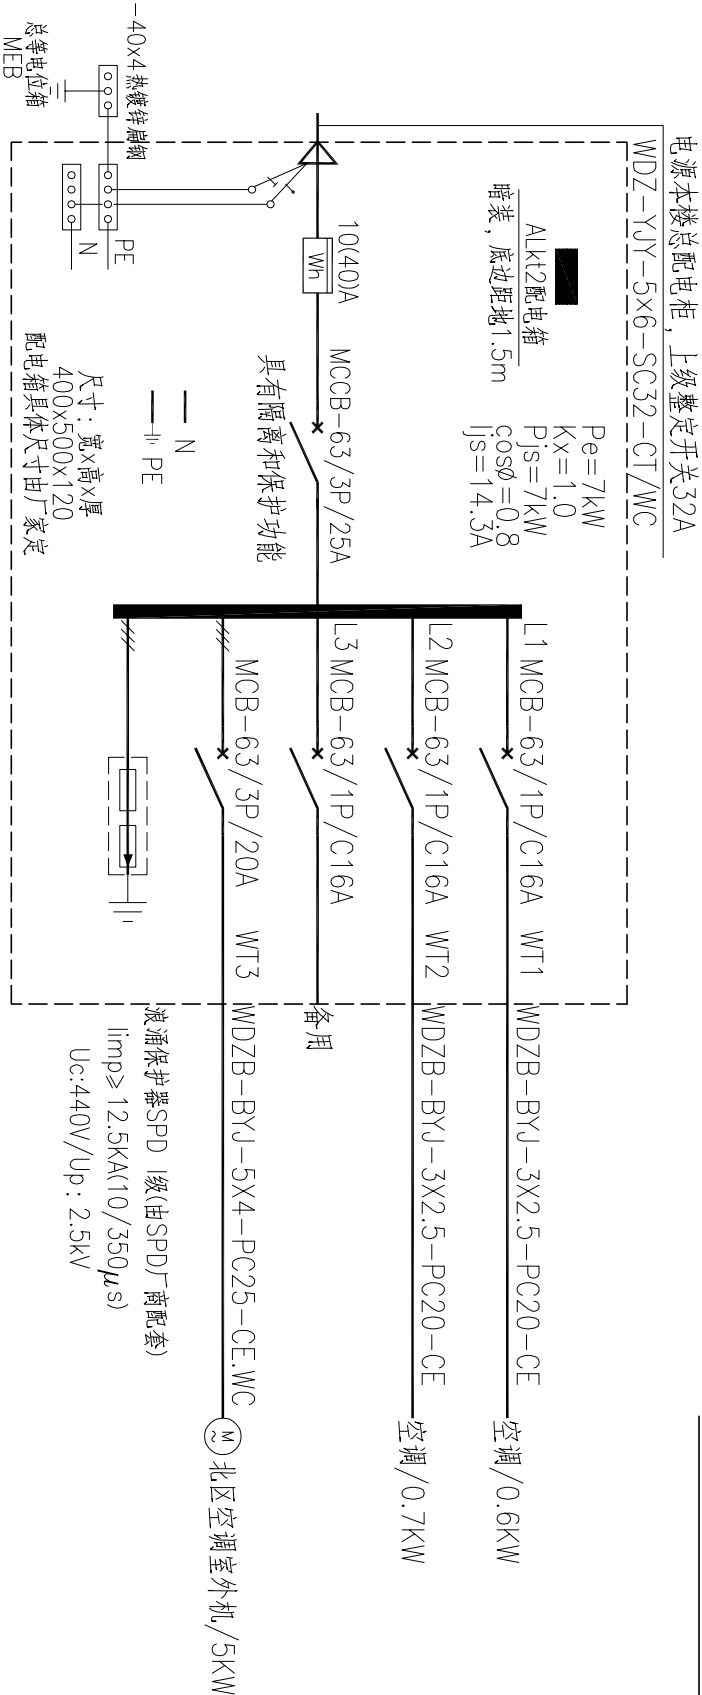 电源本楼总配电柜，上级整定开关32A
WDZ-YJY-5x6-SC32-CT/WC
ALkt2配电箱
暗装，底边距地1.5m
Pe=7kW
Kx=1.0
Pjs=7kW
cosø=0.8
Ijs=14.3A
10(40)A
Wh
MCCB-63/3P/25A
具有隔离和保护功能
L1 MCB-63/1P/C16A WT1 WDZB-BYJ-3X2.5-PC20-CE 空调/0.6KW
L2 MCB-63/1P/C16A WT2 WDZB-BYJ-3X2.5-PC20-CE 空调/0.7KW
L3 MCB-63/1P/C16A 备用
MCB-63/3P/20A WT3 WDZB-BYJ-5X4-PC25-CE.WC
M
~
北区空调室外机/5KW
浪涌保护器SPD I级(由SPD厂商配套)
Iimp≥12.5KA(10/350μs)
Uc:440V/Up：2.5kV
N
PE
尺寸：宽x高x厚
400x500x120
配电箱具体尺寸由厂家定
PE
N
-40x4热镀锌扁钢
总等电位箱
MEB